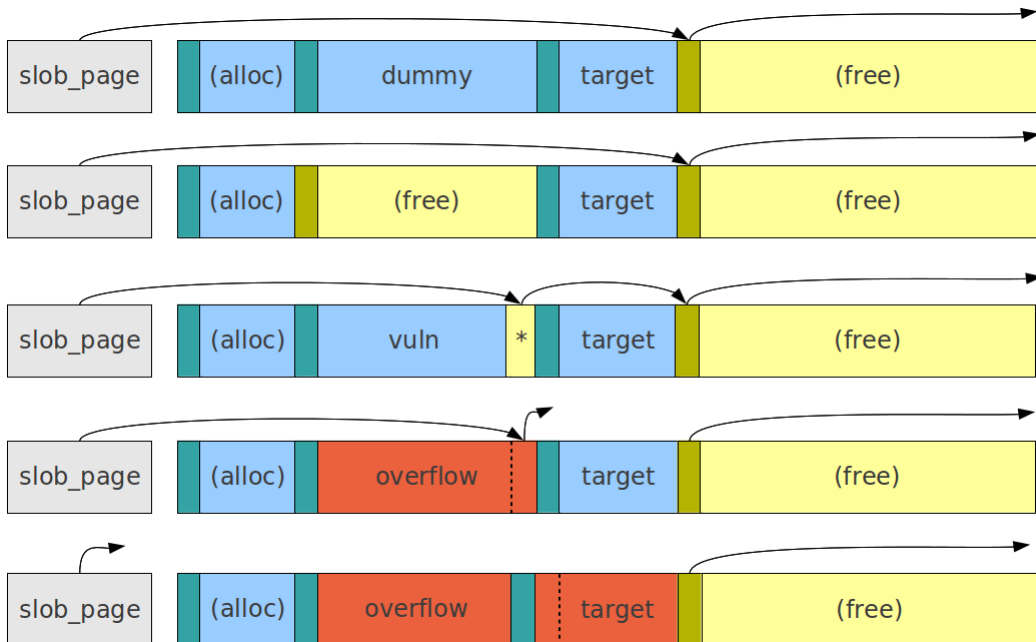 slob_page (alloc) dummy target (free)
slob_page (alloc) (free) target (free)
slob_page (alloc) vuln * target (free)
slob_page (alloc) overflow target (free)
slob_page (alloc) overflow target (free)